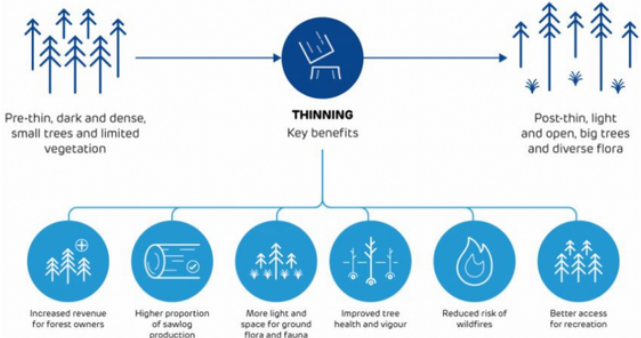 Pre-thin, dark and dense,
small trees and limited
vegetation
THINNING
Key benefits
Post-thin, light
and open, big trees
and diverse flora
Increased revenue
for forest owners
Higher proportion
of sawlog
production
More light and
space for ground
flora and fauna
Improved tree
health and vigour
Reduced risk of
wildfires
Better access
for recreation